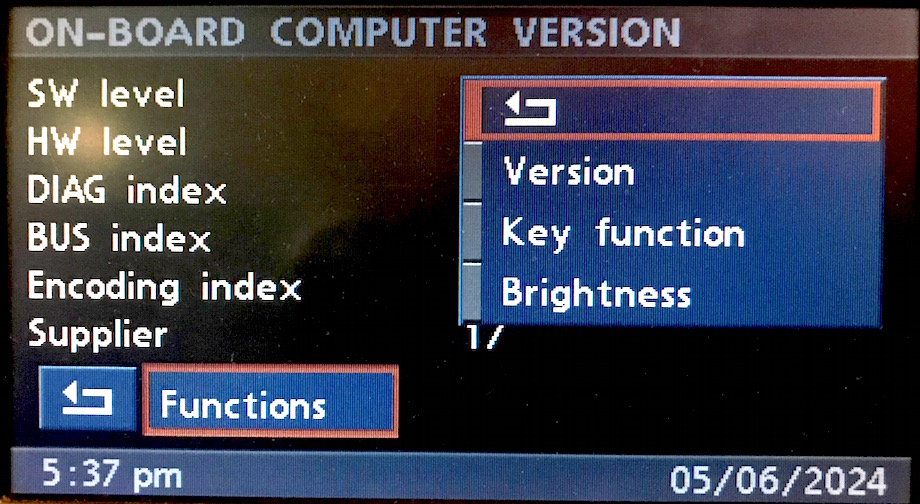 ON-BOARD COMPUTER VERSION
SW level
HW level
DIAG index
BUS index
Encoding index
Supplier
Version
Key function
Brightness
Functions
5:37 pm
05/06/2024